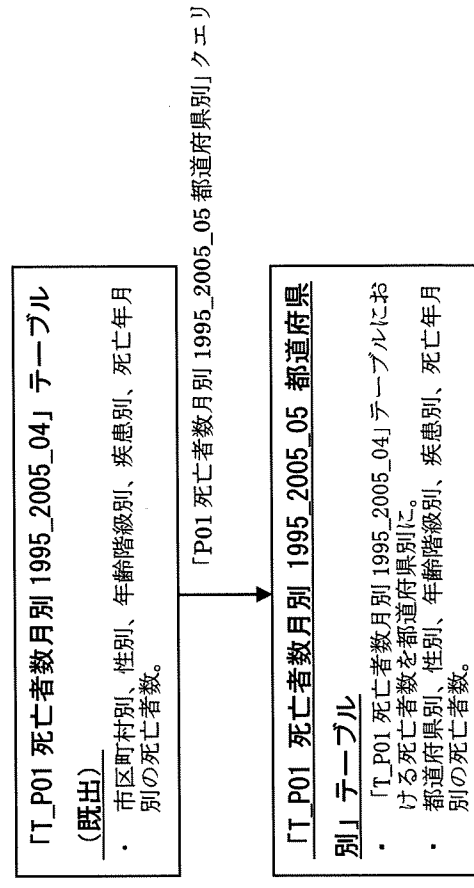 「T_P01 死亡者数月別 1995_2005_04」テーブル
（既出）
・ 市区町村別、性別、年齢階級別、疾患別、死亡年月
別の死亡者数。
「P01 死亡者数月別 1995_2005_05 都道府県別」クエリ
「T_P01 死亡者数月別 1995_2005_05 都道府県
別」テーブル
・ 「T_P01 死亡者数月別 1995_2005_04」テーブルにお
ける死亡者数を都道府県別に。
・ 都道府県別、性別、年齢階級別、疾患別、死亡年月
別の死亡者数。